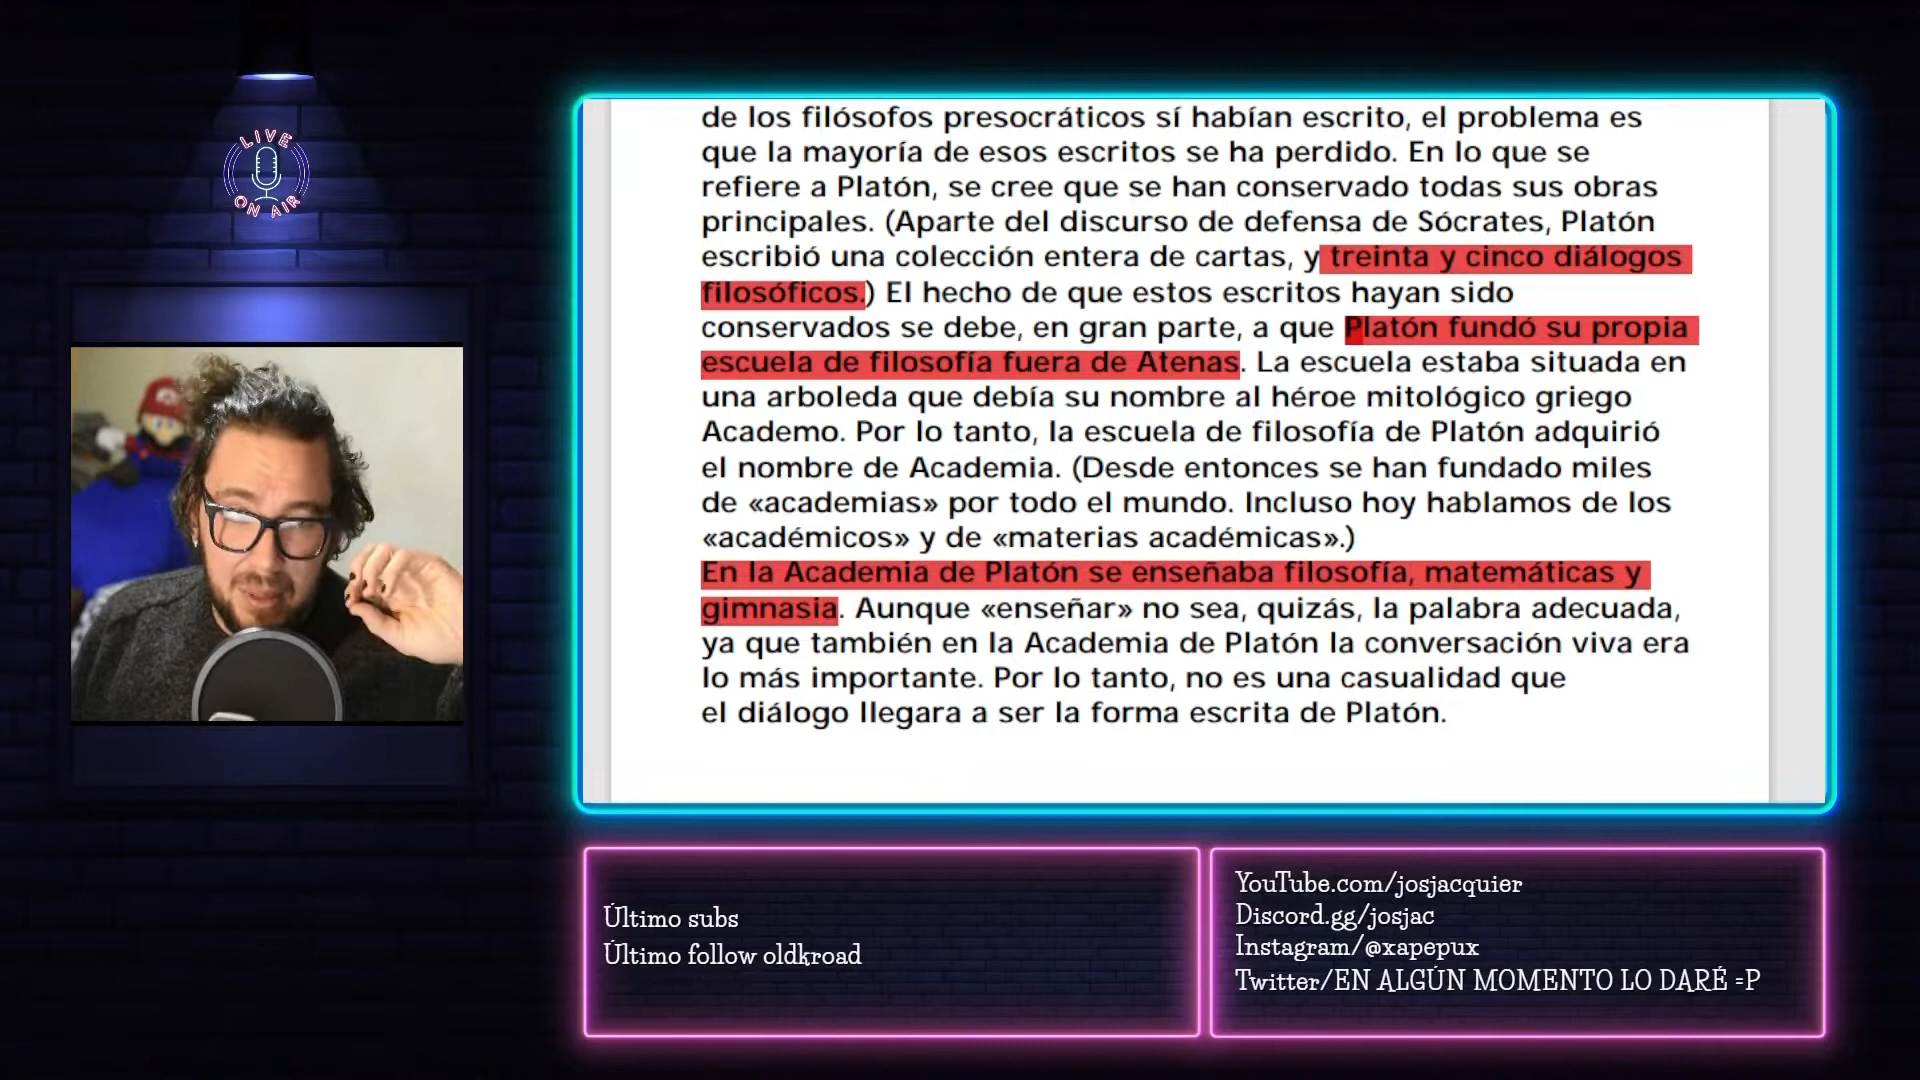 LIVE
ON AIR
de los filósofos presocráticos sí habían escrito, el problema es
que la mayoría de esos escritos se ha perdido. En lo que se
refiere a Platón, se cree que se han conservado todas sus obras
principales. (Aparte del discurso de defensa de Sócrates, Platón
escribió una colección entera de cartas, y treinta y cinco diálogos
filosóficos.) El hecho de que estos escritos hayan sido
conservados se debe, en gran parte, a que Platón fundó su propia
escuela de filosofía fuera de Atenas. La escuela estaba situada en
una arboleda que debía su nombre al héroe mitológico griego
Academo. Por lo tanto, la escuela de filosofía de Platón adquirió
el nombre de Academia. (Desde entonces se han fundado miles
de «academias» por todo el mundo. Incluso hoy hablamos de los
«académicos» y de «materias académicas».)
En la Academia de Platón se enseñaba filosofía, matemáticas y
gimnasia. Aunque «enseñar» no sea, quizás, la palabra adecuada,
ya que también en la Academia de Platón la conversación viva era
lo más importante. Por lo tanto, no es una casualidad que
el diálogo llegara a ser la forma escrita de Platón.
Último subs
Último follow oldkroad
YouTube.com/josjacquier
Discord.gg/josjac
Instagram/@xapepux
Twitter/EN ALGÚN MOMENTO LO DARÉ =P